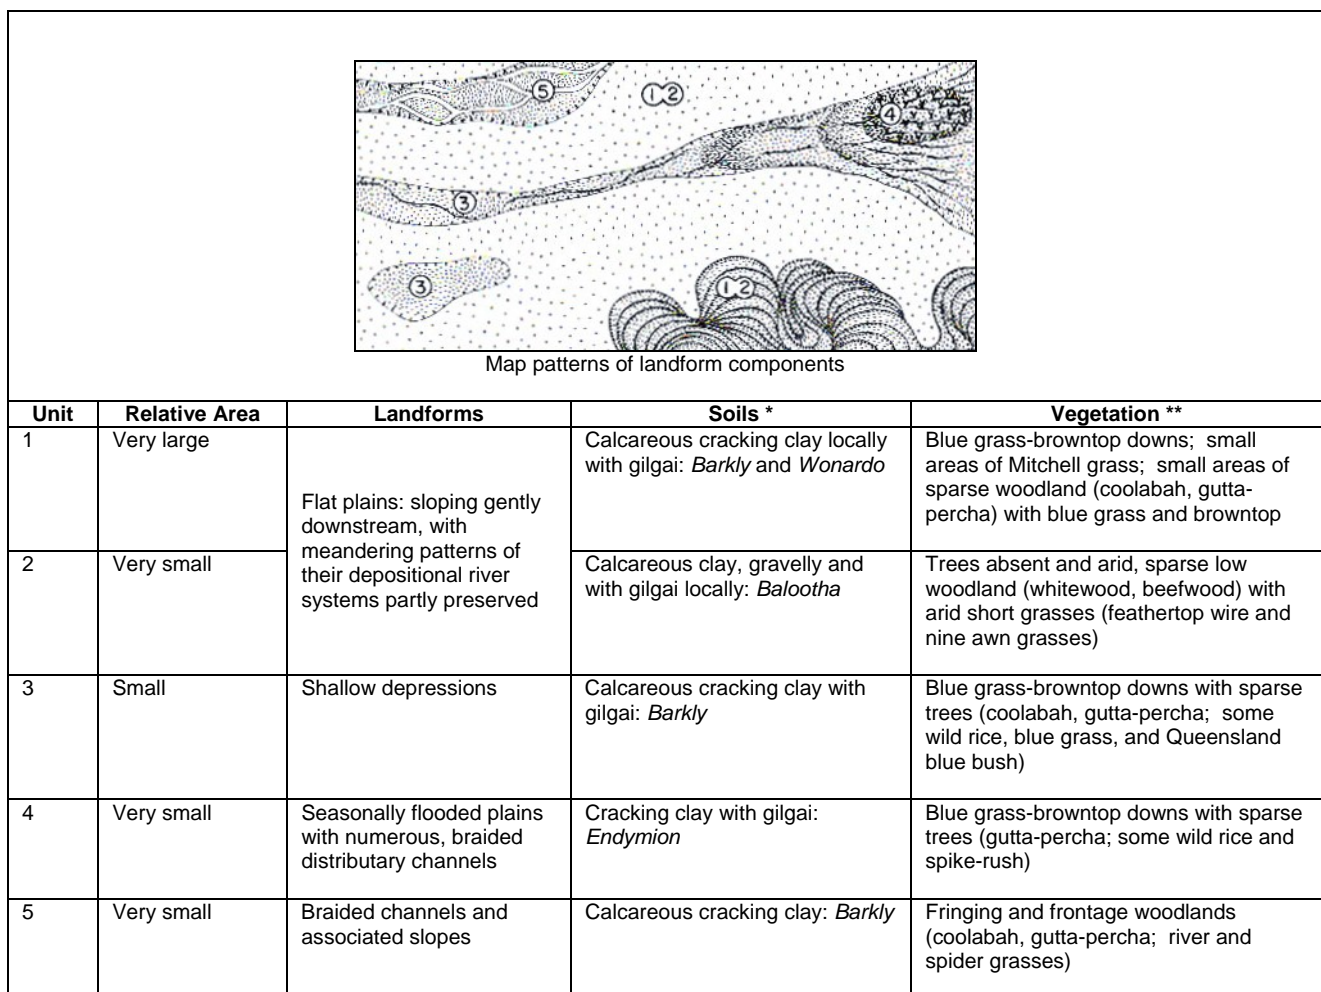 5
1 2
4
3
3
1 2
Map patterns of landform components
Unit Relative Area Landforms Soils * Vegetation **
1 Very large
Flat plains: sloping gently
downstream, with
meandering patterns of
their depositional river
systems partly preserved
Calcareous cracking clay locally
with gilgai: Barkly and Wonardo
Blue grass-browntop downs; small
areas of Mitchell grass; small areas of
sparse woodland (coolabah, gutta-
percha) with blue grass and browntop
2 Very small
Calcareous clay, gravelly and
with gilgai locally: Balootha
Trees absent and arid, sparse low
woodland (whitewood, beefwood) with
arid short grasses (feathertop wire and
nine awn grasses)
3 Small Shallow depressions
Calcareous cracking clay with
gilgai: Barkly
Blue grass-browntop downs with sparse
trees (coolabah, gutta-percha; some
wild rice, blue grass, and Queensland
blue bush)
4 Very small
Seasonally flooded plains
with numerous, braided
distributary channels
Cracking clay with gilgai:
Endymion
Blue grass-browntop downs with sparse
trees (gutta-percha; some wild rice and
spike-rush)
5 Very small
Braided channels and
associated slopes
Calcareous cracking clay: Barkly
Fringing and frontage woodlands
(coolabah, gutta-percha; river and
spider grasses)